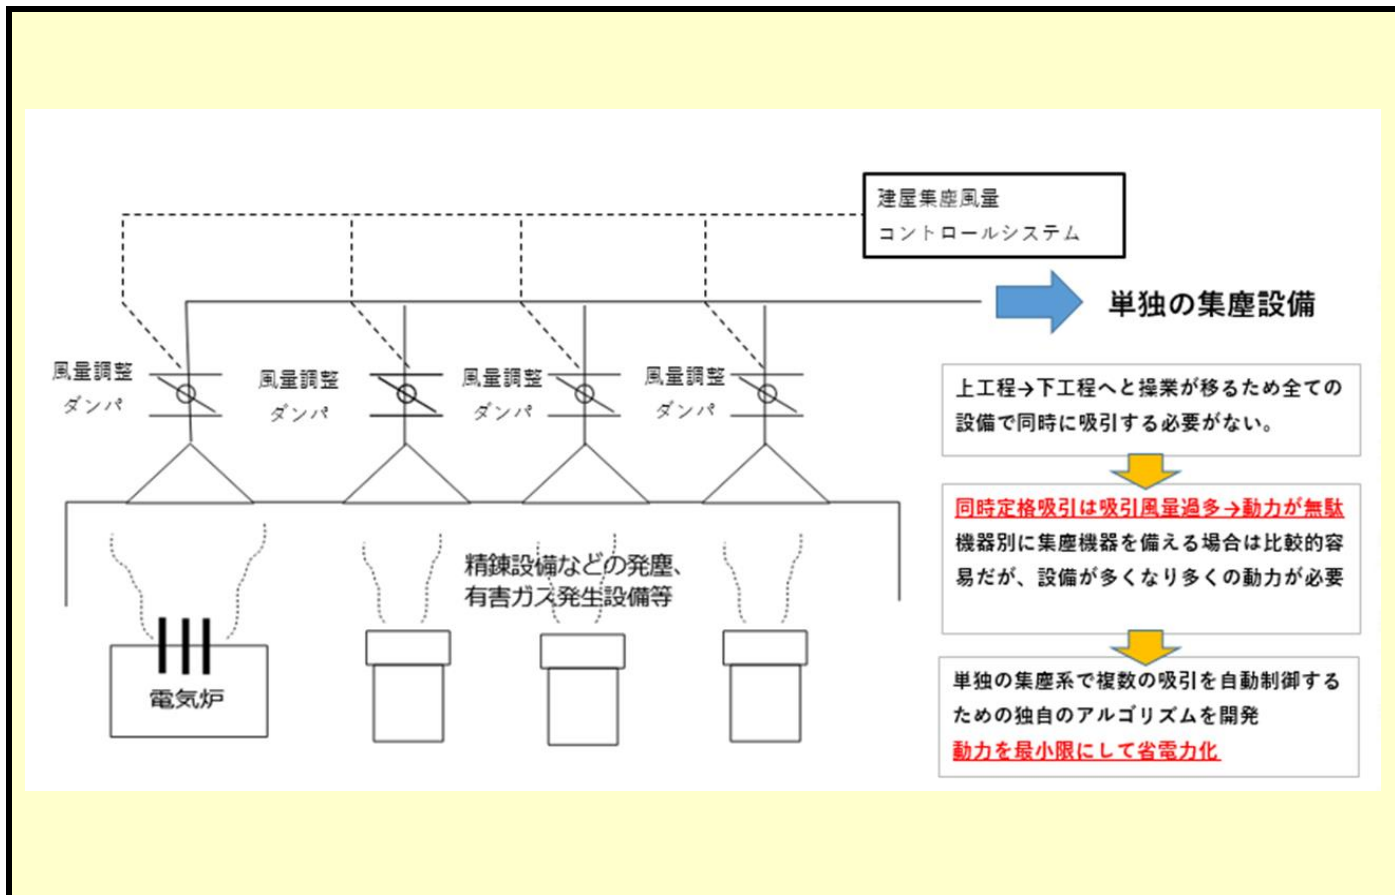 建屋集塵風量
コントロールシステム
単独の集塵設備
風量調整
ダンパ
風量調整
ダンパ
風量調整
ダンパ
風量調整
ダンパ
精錬設備などの発塵、
有害ガス発生設備等
電気炉
上工程→下工程へと操業が移るため全ての
設備で同時に吸引する必要がない。
同時定格吸引は吸引風量過多→動力が無駄
機器別に集塵機器を備える場合は比較的容
易だが、設備が多くなり多くの動力が必要
単独の集塵系で複数の吸引を自動制御する
ための独自のアルゴリズムを開発
動力を最小限にして省電力化